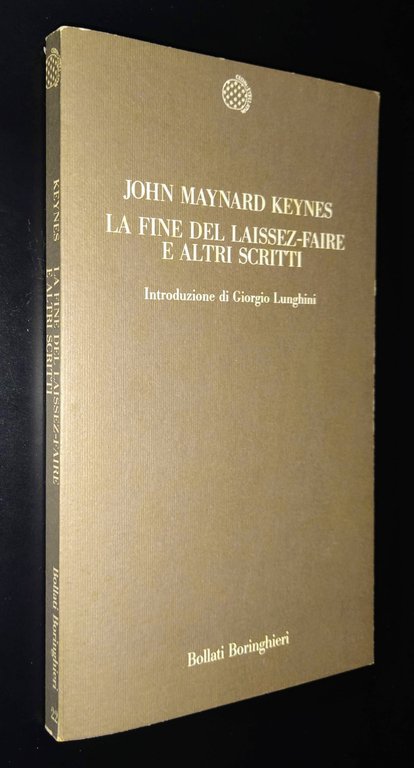 JOHN MAYNARD KEYNES
LA FINE DEL LAISSEZ-FAIRE
E ALTRI SCRITTI
Introduzione di Giorgio Lunghini
Bollati Boringhieri
KEYNES
LA FINE DEL LAISSEZ-FAIRE
E ALTRI SCRITTI
Bollati Boringhieri
22